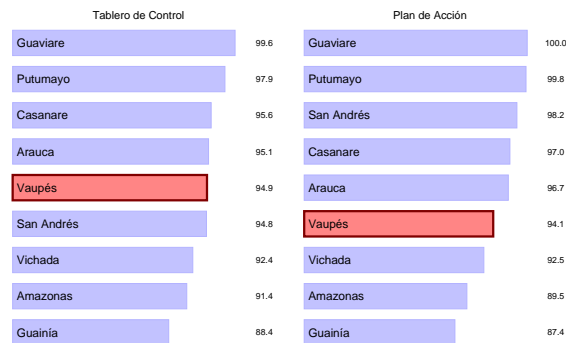 Tablero de Control
Guaviare 99.6
Putumayo 97.9
Casanare 95.6
Arauca 95.1
Vaupés 94.9
San Andrés 94.8
Vichada 92.4
Amazonas 91.4
Guainía 88.4
Plan de Acción
Guaviare 100.0
Putumayo 99.8
San Andrés 98.2
Casanare 97.0
Arauca 96.7
Vaupés 94.1
Vichada 92.5
Amazonas 89.5
Guainía 87.4